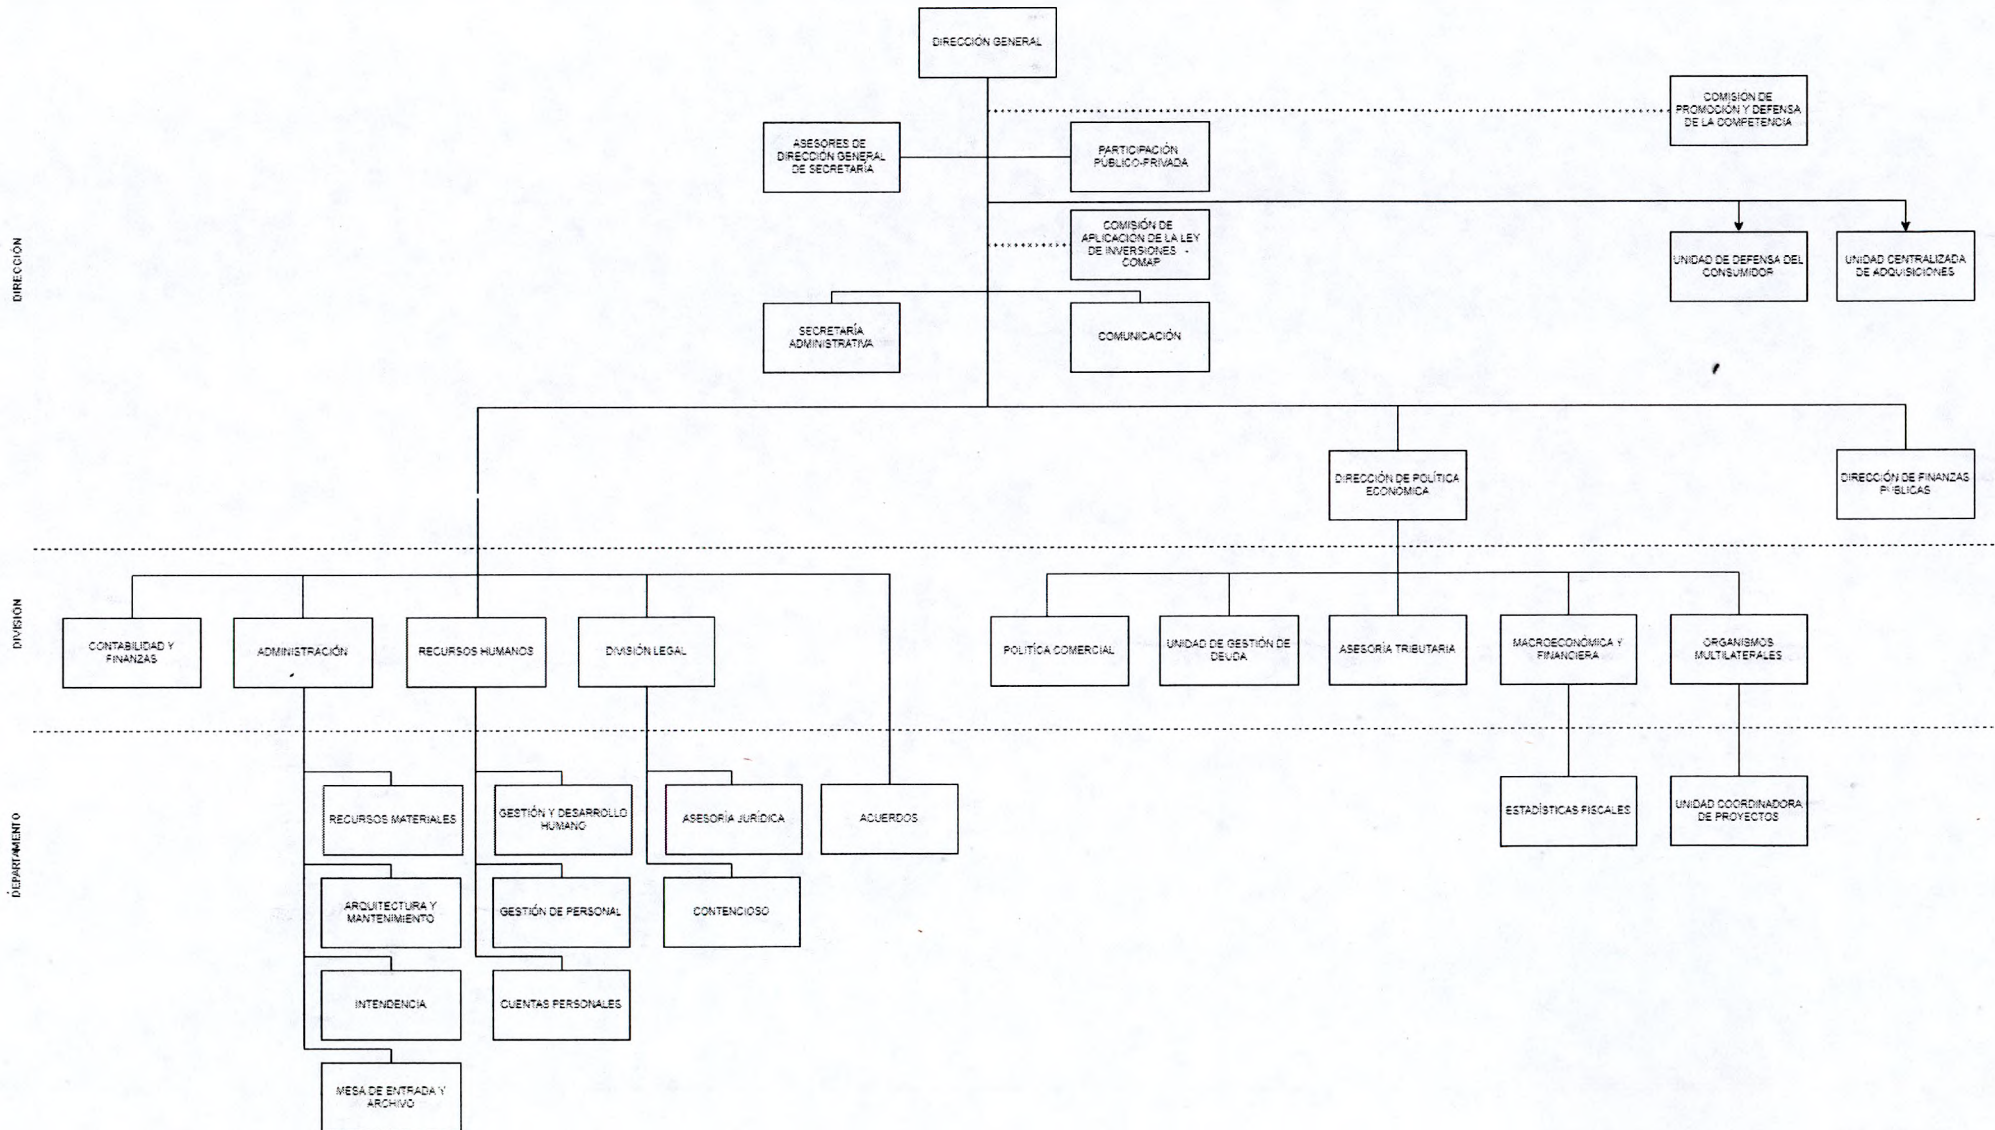 DIRECCIÓN GENERAL
COMISIÓN DE
PROMOCIÓN Y DEFENSA
DE LA COMPETENCIA
ASESORES DE
DIRECCIÓN GENERAL
DE SECRETARÍA
PARTICIPACIÓN
PÚBLICO-PRIVADA
COMISIÓN DE
APLICACION DE LA LEY
DE INVERSIONES -
COMAP
UNIDAD DE DEFENSA DEL
CONSUMIDOR
UNIDAD CENTRALIZADA
DE ADQUISICIONES
DIRECCIÓN
SECRETARÍA
ADMINISTRATIVA
COMUNICACIÓN
DIRECCIÓN DE POLÍTICA
ECONÓMICA
DIRECCIÓN DE FINANZAS
PÚBLICAS
DIVISIÓN
CONTABILIDAD Y
FINANZAS
ADMINISTRACIÓN
RECURSOS HUMANOS
DIVISIÓN LEGAL
POLITÍCA COMERCIAL
UNIDAD DE GESTIÓN DE
DEUDA
ASESORÍA TRIBUTARIA
MACROECONÓMICA Y
FINANCIERA
ORGANISMOS
MULTILATERALES
DEPARTAMENTO
RECURSOS MATERIALES
GESTIÓN Y DESARROLLO
HUMANO
ASESORÍA JURÍDICA
ACUERDOS
ESTADÍSTICAS FISCALES
UNIDAD COORDINADORA
DE PROYECTOS
ARQUITECTURA Y
MANTENIMIENTO
GESTIÓN DE PERSONAL
CONTENCIOSO
INTENDENCIA
CUENTAS PERSONALES
MESA DE ENTRADA Y
ARCHIVO